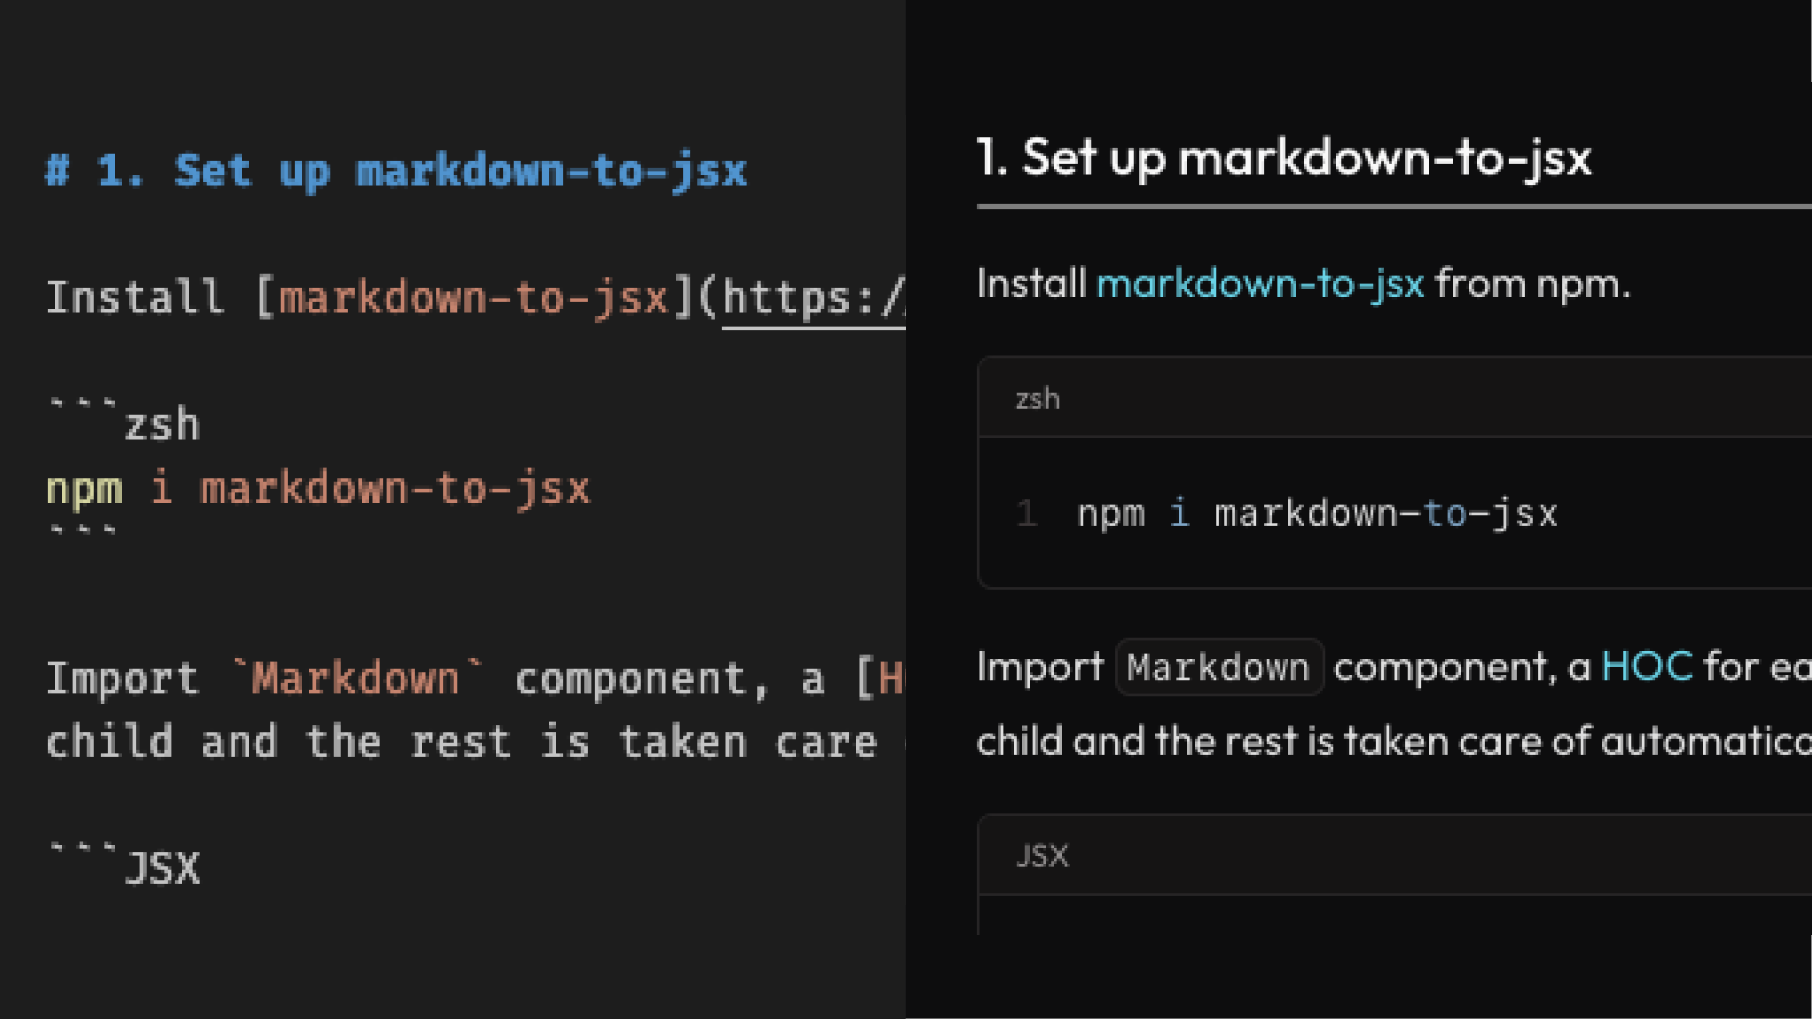 # 1. Set up markdown-to-jsx
Install [markdown-to-jsx](https:/
```zsh
npm i markdown-to-jsx
```
Import `Markdown` component, a [
child and the rest is taken care
```JSX
1. Set up markdown-to-jsx
Install markdown-to-jsx from npm.
zsh
1 npm i markdown-to-jsx
Import Markdown component, a HOC for
child and the rest is taken care of
JSX